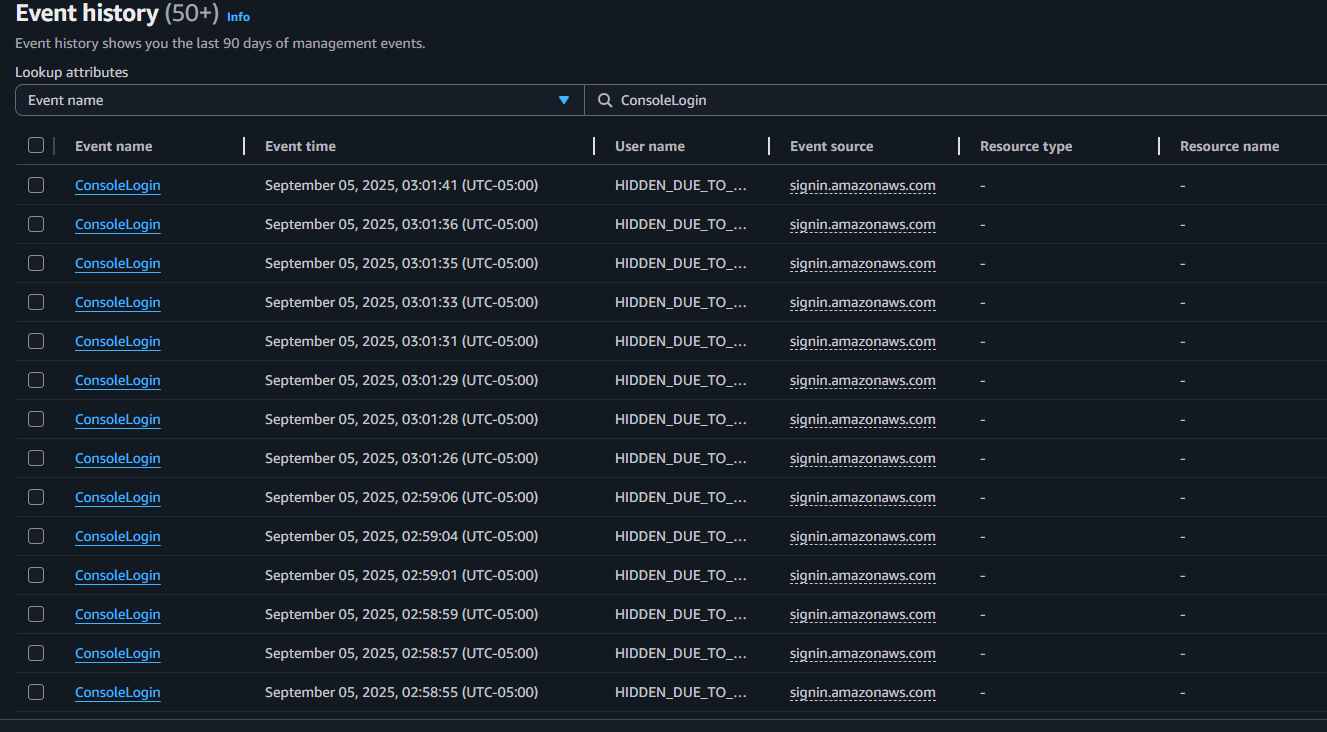 Event history (50+) Info
Event history shows you the last 90 days of management events.
Lookup attributes
Event name ConsoleLogin
Event name Event time User name Event source Resource type Resource name
ConsoleLogin September 05, 2025, 03:01:41 (UTC-05:00) HIDDEN_DUE_TO_... signin.amazonaws.com - -
ConsoleLogin September 05, 2025, 03:01:36 (UTC-05:00) HIDDEN_DUE_TO_... signin.amazonaws.com - -
ConsoleLogin September 05, 2025, 03:01:35 (UTC-05:00) HIDDEN_DUE_TO_... signin.amazonaws.com - -
ConsoleLogin September 05, 2025, 03:01:33 (UTC-05:00) HIDDEN_DUE_TO_... signin.amazonaws.com - -
ConsoleLogin September 05, 2025, 03:01:31 (UTC-05:00) HIDDEN_DUE_TO_... signin.amazonaws.com - -
ConsoleLogin September 05, 2025, 03:01:29 (UTC-05:00) HIDDEN_DUE_TO_... signin.amazonaws.com - -
ConsoleLogin September 05, 2025, 03:01:28 (UTC-05:00) HIDDEN_DUE_TO_... signin.amazonaws.com - -
ConsoleLogin September 05, 2025, 03:01:26 (UTC-05:00) HIDDEN_DUE_TO_... signin.amazonaws.com - -
ConsoleLogin September 05, 2025, 02:59:06 (UTC-05:00) HIDDEN_DUE_TO_... signin.amazonaws.com - -
ConsoleLogin September 05, 2025, 02:59:04 (UTC-05:00) HIDDEN_DUE_TO_... signin.amazonaws.com - -
ConsoleLogin September 05, 2025, 02:59:01 (UTC-05:00) HIDDEN_DUE_TO_... signin.amazonaws.com - -
ConsoleLogin September 05, 2025, 02:58:59 (UTC-05:00) HIDDEN_DUE_TO_... signin.amazonaws.com - -
ConsoleLogin September 05, 2025, 02:58:57 (UTC-05:00) HIDDEN_DUE_TO_... signin.amazonaws.com - -
ConsoleLogin September 05, 2025, 02:58:55 (UTC-05:00) HIDDEN_DUE_TO_... signin.amazonaws.com - -